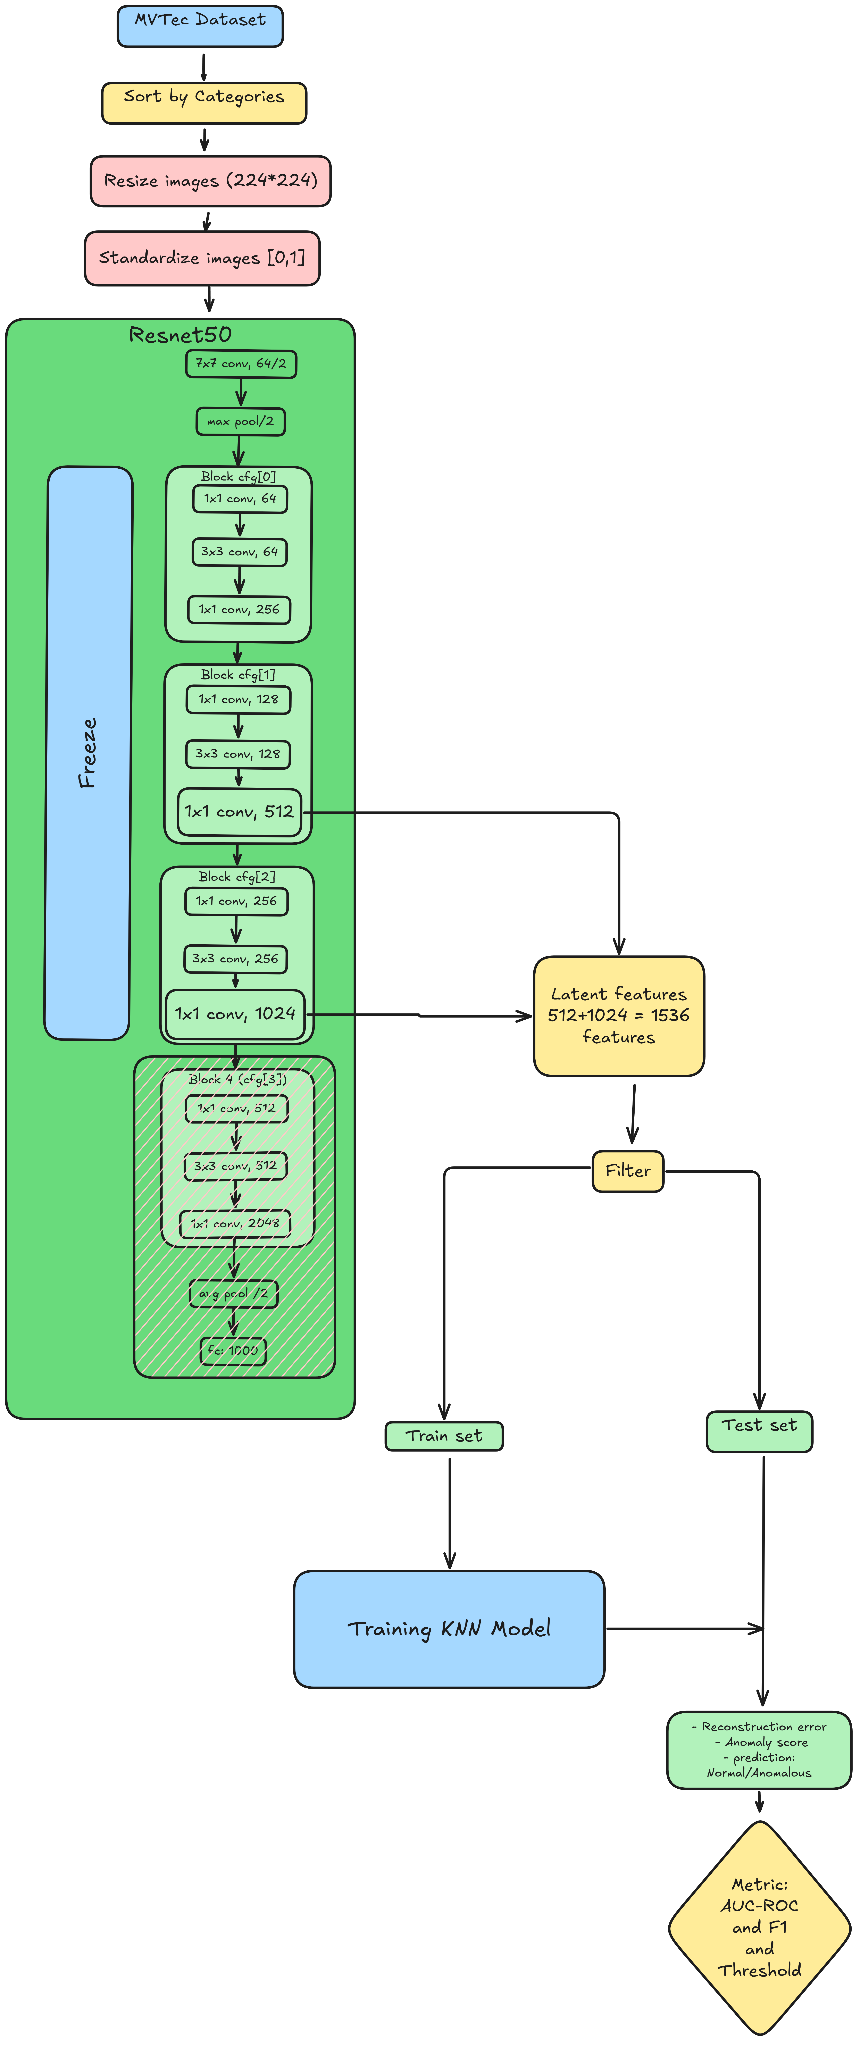 MVTec Dataset
Sort by Categories
Resize images (224*224)
Standardize images [0,1]
Resnet50
7x7 conv, 64/2
max pool/2
Block cfg[0]
1x1 conv, 64
3x3 conv, 64
1x1 conv, 256
Freeze
Block cfg[1]
1x1 conv, 128
3x3 conv, 128
1x1 conv, 512
Block cfg[2]
1x1 conv, 256
3x3 conv, 256
1x1 conv, 1024
Block 4 (cfg[3])
1x1 conv, 512
3x3 conv, 512
1x1 conv, 2048
avg pool /2
fc: 1000
Latent features
512+1024 = 1536
features
Filter
Train set
Test set
Training KNN Model
- Reconstruction error
- Anomaly score
- prediction:
Normal/Anomalous
Metric:
AUC-ROC
and F1
and
Threshold